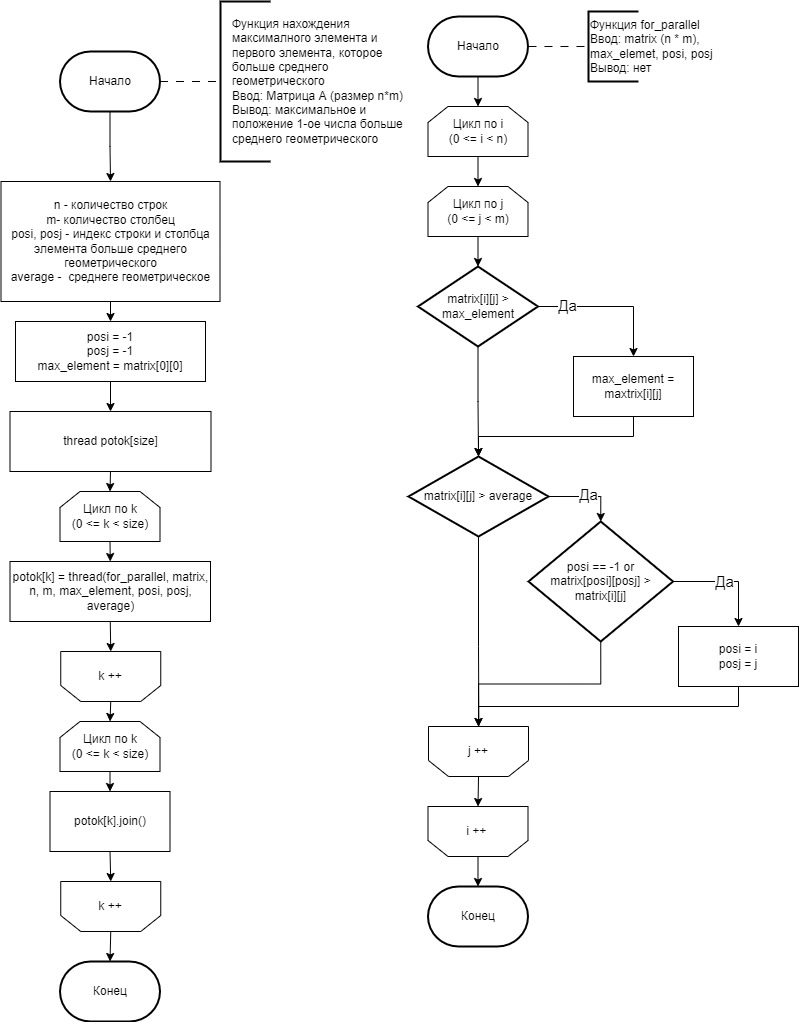 Начало
Функция нахождения
максималного элемента и
первого элемента, которое
больше среднего
геометрического
Ввод: Матрица А (размер n*m)
Вывод: максимальное и
положение 1-ое числа больше
среднего геометрического
n - количество строк
m- количество столбец
posi, posj - индекс строки и столбца
элемента больше среднего
геометрического
average - среднеге геометрическое
posi = -1
posj = -1
max_element = matrix[0][0]
thread potok[size]
Цикл по k
(0 <= k < size)
potok[k] = thread(for_parallel, matrix,
n, m, max_element, posi, posj,
average)
k ++
Цикл по k
(0 <= k < size)
potok[k].join()
k ++
Конец
Начало
Функция for_parallel
Ввод: matrix (n * m),
max_elemet, posi, posj
Вывод: нет
Цикл по i
(0 <= i < n)
Цикл по j
(0 <= j < m)
matrix[i][j] >
max_element
Да
max_element =
maxtrix[i][j]
matrix[i][j] > average
Да
posi == -1 or
matrix[posi][posj] >
matrix[i][j]
Да
posi = i
posj = j
j ++
i ++
Конец